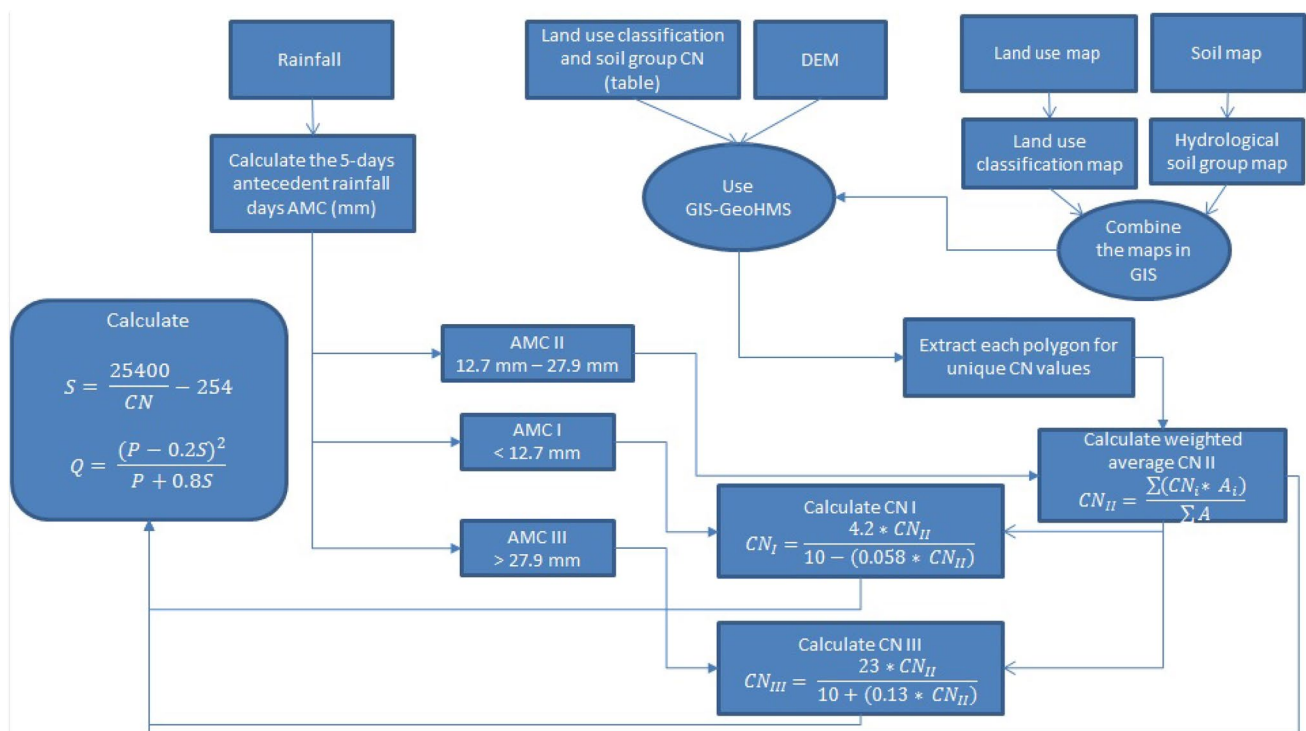 Rainfall
Land use classification
and soil group CN
(table)
DEM
Land use map
Soil map
Calculate the 5-days
antecedent rainfall
days AMC (mm)
Use
GIS-GeoHMS
Land use
classification map
Hydrological
soil group map
Combine
the maps in
GIS
Calculate
S = 25400 / CN − 254
Q = (P − 0.2S)² / P + 0.8S
AMC II
12.7 mm – 27.9 mm
Extract each polygon for
unique CN values
AMC I
< 12.7 mm
Calculate weighted
average CN II
CN_II = ∑(CN_i * A_i) / ∑ A
AMC III
> 27.9 mm
Calculate CN I
CN_I = 4.2 * CN_II / 10 − (0.058 * CN_II)
Calculate CN III
CN_III = 23 * CN_II / 10 + (0.13 * CN_II)